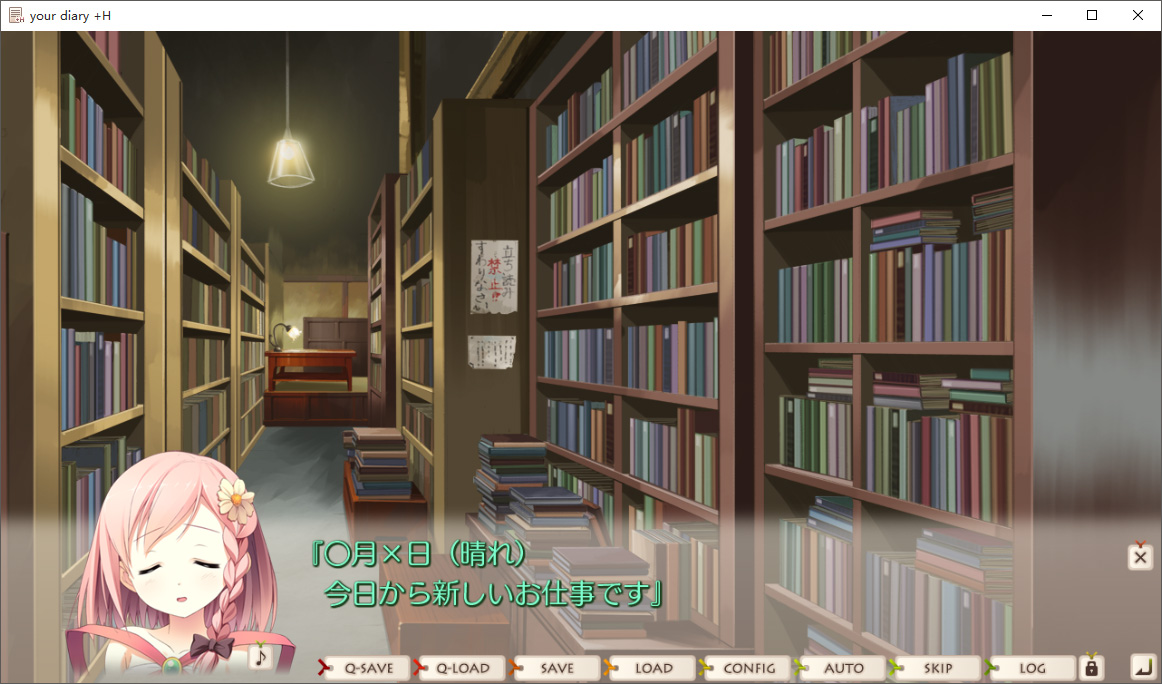 your diary +H
立ち読み
禁止!!
すわりなさい
『○月×日（晴れ）
今日から新しいお仕事です』
Q-SAVE
Q-LOAD
SAVE
LOAD
CONFIG
AUTO
SKIP
LOG